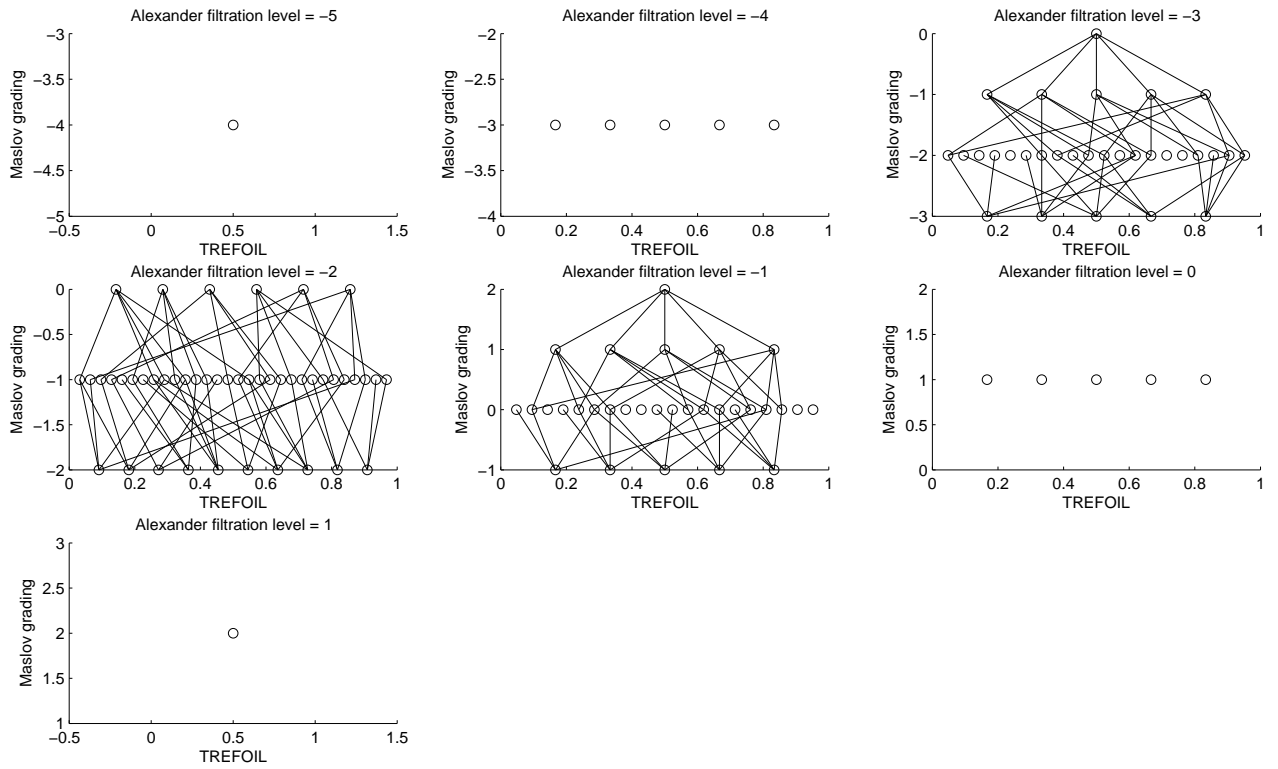 Alexander filtration level = −5
−3
−3.5
−4
−4.5
−5
Maslov grading
−0.5 0 0.5 1 1.5
TREFOIL
Alexander filtration level = −4
−2
−2.5
−3
−3.5
−4
Maslov grading
0 0.2 0.4 0.6 0.8 1
TREFOIL
Alexander filtration level = −3
0
−1
−2
−3
Maslov grading
0 0.2 0.4 0.6 0.8 1
TREFOIL
Alexander filtration level = −2
0
−0.5
−1
−1.5
−2
Maslov grading
0 0.2 0.4 0.6 0.8 1
TREFOIL
Alexander filtration level = −1
2
1
0
−1
Maslov grading
0 0.2 0.4 0.6 0.8 1
TREFOIL
Alexander filtration level = 0
2
1.5
1
0.5
0
Maslov grading
0 0.2 0.4 0.6 0.8 1
TREFOIL
Alexander filtration level = 1
3
2.5
2
1.5
1
Maslov grading
−0.5 0 0.5 1 1.5
TREFOIL